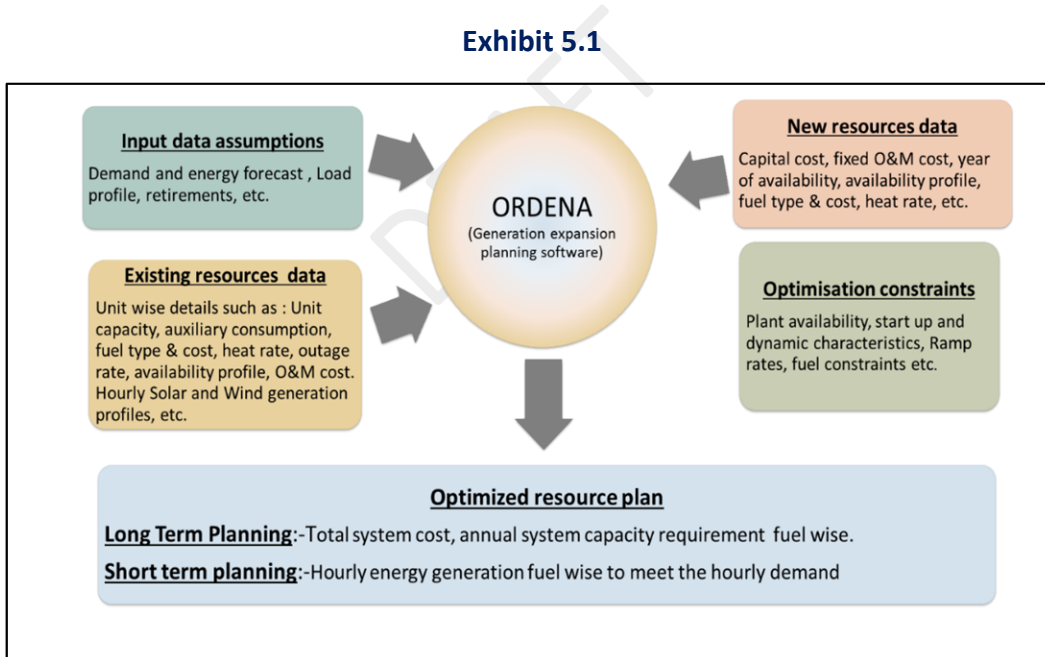 Exhibit 5.1
DRAFT
Input data assumptions
Demand and energy forecast , Load
profile, retirements, etc.
Existing resources  data
Unit wise details such as : Unit
capacity, auxiliary consumption,
fuel type & cost, heat rate, outage
rate, availability profile, O&M cost.
Hourly Solar and Wind generation
profiles, etc.
ORDENA
(Generation expansion
planning software)
New resources data
Capital cost, fixed O&M cost, year
of availability, availability profile,
fuel type & cost, heat rate, etc.
Optimisation constraints
Plant availability, start up and
dynamic characteristics, Ramp
rates, fuel constraints etc.
Optimized resource plan
Long Term Planning:-Total system cost, annual system capacity requirement  fuel wise.
Short term planning:-Hourly energy generation fuel wise to meet the hourly demand